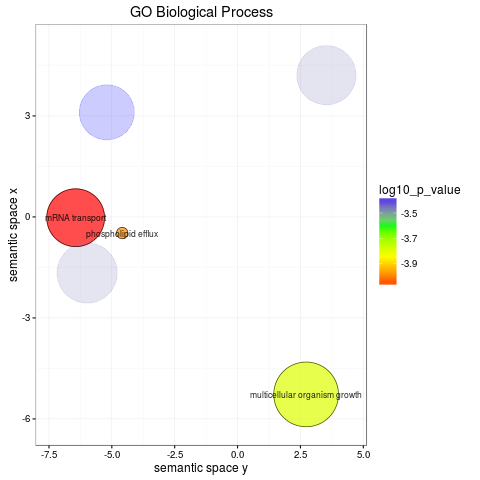 GO Biological Process
log10_p_value
-3.5
-3.7
-3.9
3
0
-3
-6
semantic space x
mRNA transport
phospholipid efflux
multicellular organism growth
-7.5 -5.0 -2.5 0.0 2.5 5.0
semantic space y